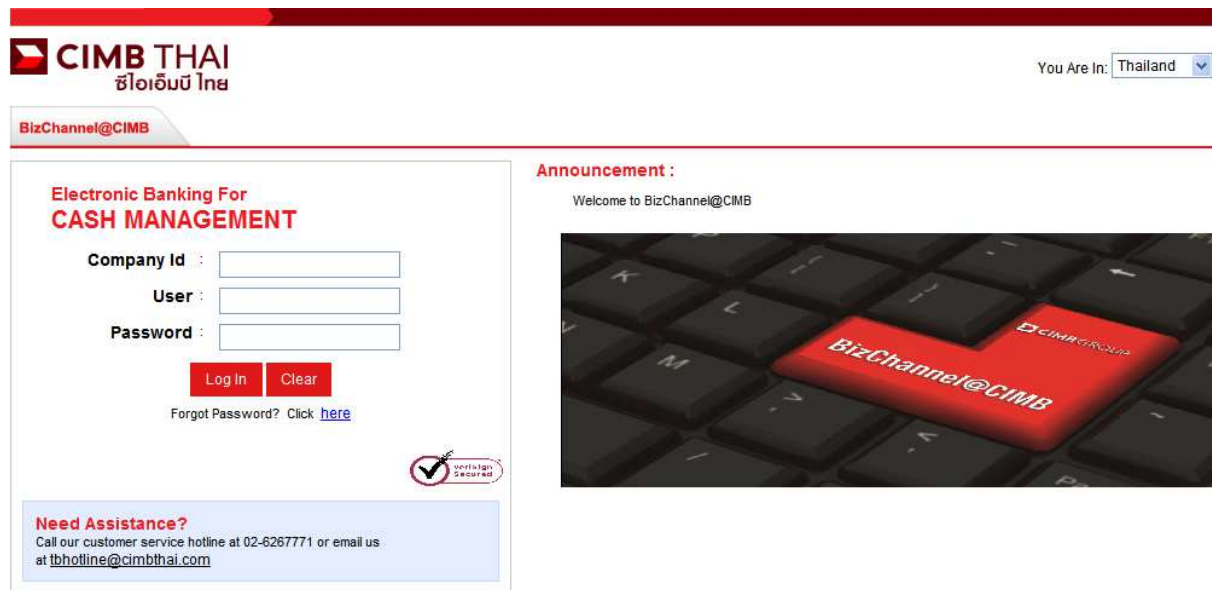 CIMB THAI
ซีไอเอ็มบี ไทย
You Are In: Thailand
BizChannel@CIMB
Electronic Banking For
CASH MANAGEMENT
Company Id :
User :
Password :
Log In Clear
Forgot Password? Click here
VeriSign
Secured
Need Assistance?
Call our customer service hotline at 02-6267771 or email us
at tbhotline@cimbthai.com
Announcement :
Welcome to BizChannel@CIMB
K
L
M
CIMB GROUP
BizChannel@CIMB